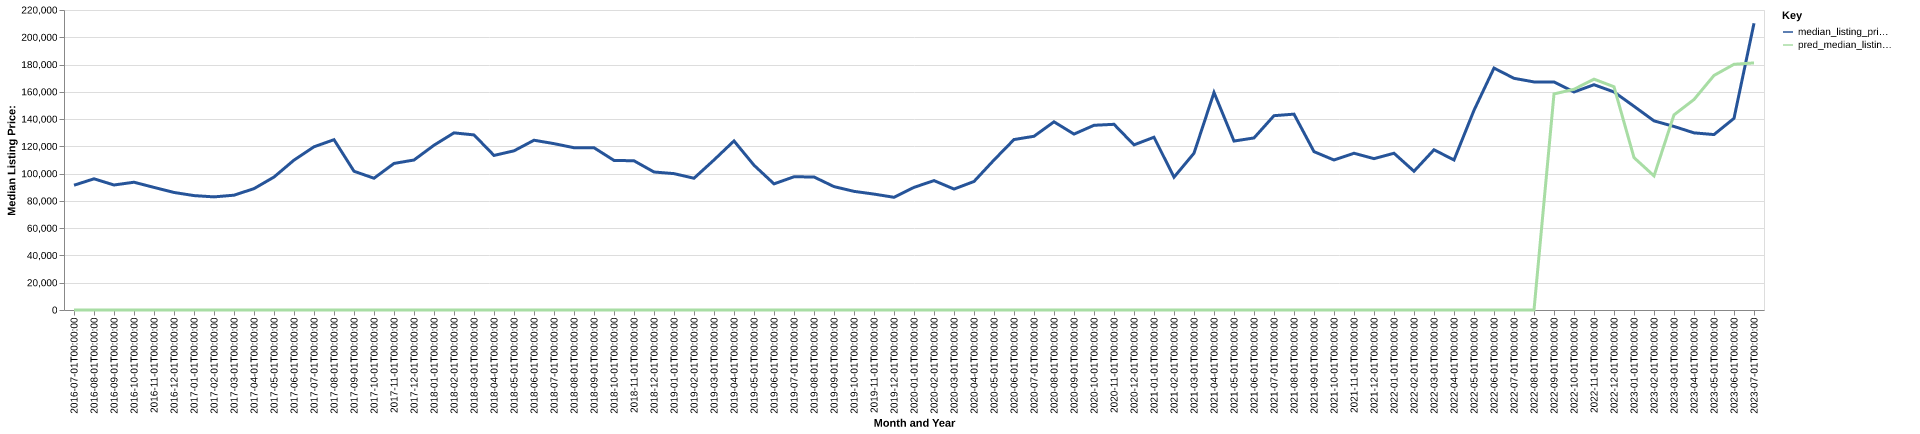 220,000
200,000
180,000
160,000
140,000
120,000
100,000
80,000
60,000
40,000
20,000
0
Median Listing Price:
2016-07-01T00:00:00
2016-08-01T00:00:00
2016-09-01T00:00:00
2016-10-01T00:00:00
2016-11-01T00:00:00
2016-12-01T00:00:00
2017-01-01T00:00:00
2017-02-01T00:00:00
2017-03-01T00:00:00
2017-04-01T00:00:00
2017-05-01T00:00:00
2017-06-01T00:00:00
2017-07-01T00:00:00
2017-08-01T00:00:00
2017-09-01T00:00:00
2017-10-01T00:00:00
2017-11-01T00:00:00
2017-12-01T00:00:00
2018-01-01T00:00:00
2018-02-01T00:00:00
2018-03-01T00:00:00
2018-04-01T00:00:00
2018-05-01T00:00:00
2018-06-01T00:00:00
2018-07-01T00:00:00
2018-08-01T00:00:00
2018-09-01T00:00:00
2018-10-01T00:00:00
2018-11-01T00:00:00
2018-12-01T00:00:00
2019-01-01T00:00:00
2019-02-01T00:00:00
2019-03-01T00:00:00
2019-04-01T00:00:00
2019-05-01T00:00:00
2019-06-01T00:00:00
2019-07-01T00:00:00
2019-08-01T00:00:00
2019-09-01T00:00:00
2019-10-01T00:00:00
2019-11-01T00:00:00
2019-12-01T00:00:00
2020-01-01T00:00:00
2020-02-01T00:00:00
2020-03-01T00:00:00
2020-04-01T00:00:00
2020-05-01T00:00:00
2020-06-01T00:00:00
2020-07-01T00:00:00
2020-08-01T00:00:00
2020-09-01T00:00:00
2020-10-01T00:00:00
2020-11-01T00:00:00
2020-12-01T00:00:00
2021-01-01T00:00:00
2021-02-01T00:00:00
2021-03-01T00:00:00
2021-04-01T00:00:00
2021-05-01T00:00:00
2021-06-01T00:00:00
2021-07-01T00:00:00
2021-08-01T00:00:00
2021-09-01T00:00:00
2021-10-01T00:00:00
2021-11-01T00:00:00
2021-12-01T00:00:00
2022-01-01T00:00:00
2022-02-01T00:00:00
2022-03-01T00:00:00
2022-04-01T00:00:00
2022-05-01T00:00:00
2022-06-01T00:00:00
2022-07-01T00:00:00
2022-08-01T00:00:00
2022-09-01T00:00:00
2022-10-01T00:00:00
2022-11-01T00:00:00
2022-12-01T00:00:00
2023-01-01T00:00:00
2023-02-01T00:00:00
2023-03-01T00:00:00
2023-04-01T00:00:00
2023-05-01T00:00:00
2023-06-01T00:00:00
2023-07-01T00:00:00
Month and Year
Key
median_listing_pri…
pred_median_listin…